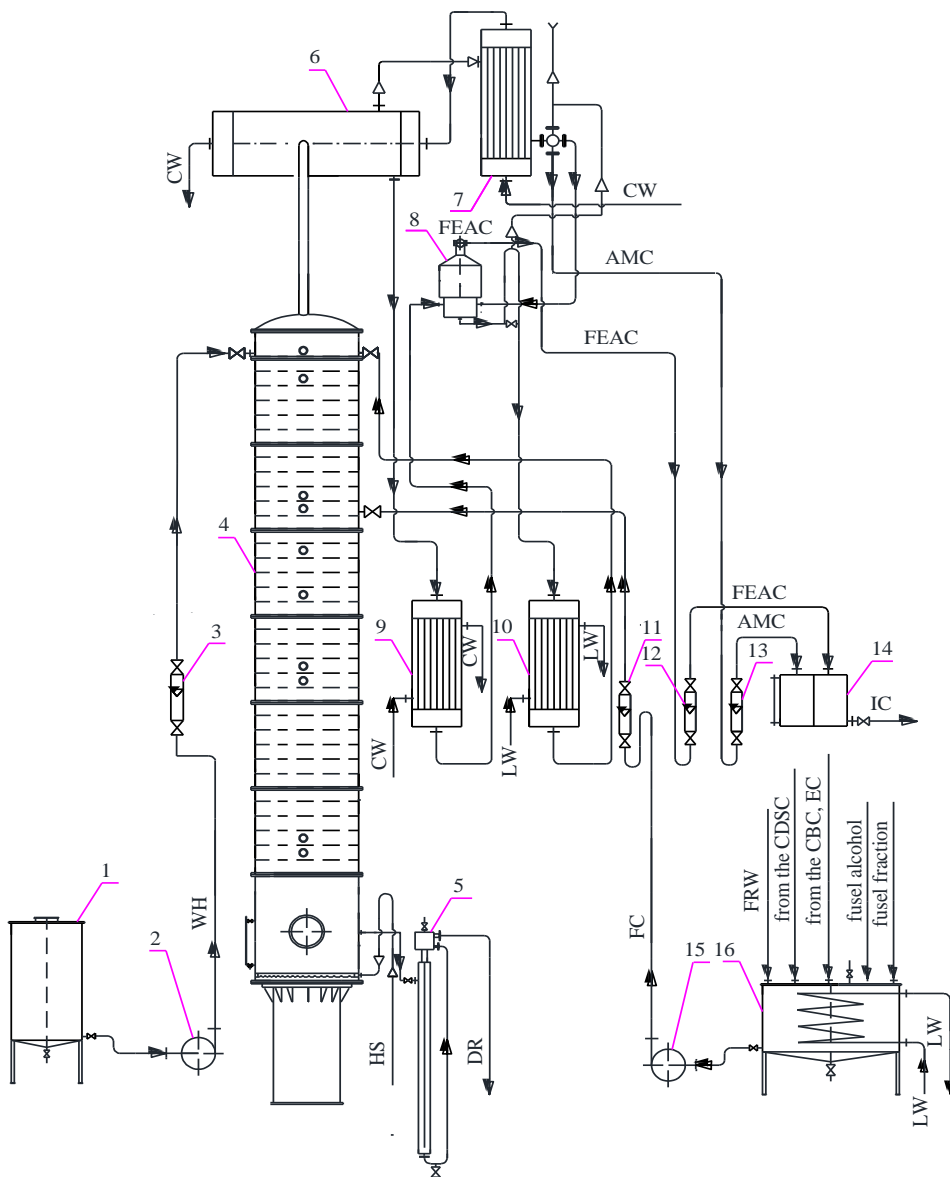 6
7
CW
CW
8
FEAC
AMC
FEAC
4
FEAC
AMC
3
9
CW
10
LW
11
12
13
14
IC
CW
LW
FRW
from the CDSC
from the CBC, EC
fusel alcohol
fusel fraction
1
WH
2
5
FC
15
16
HS
DR
LW
LW